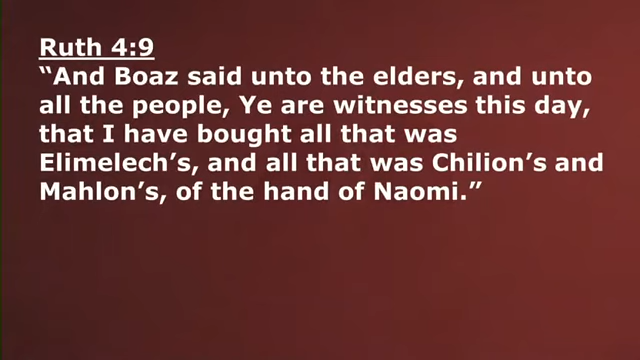 Ruth 4:9
“And Boaz said unto the elders, and unto
all the people, Ye are witnesses this day,
that I have bought all that was
Elimelech’s, and all that was Chilion’s and
Mahlon’s, of the hand of Naomi.”